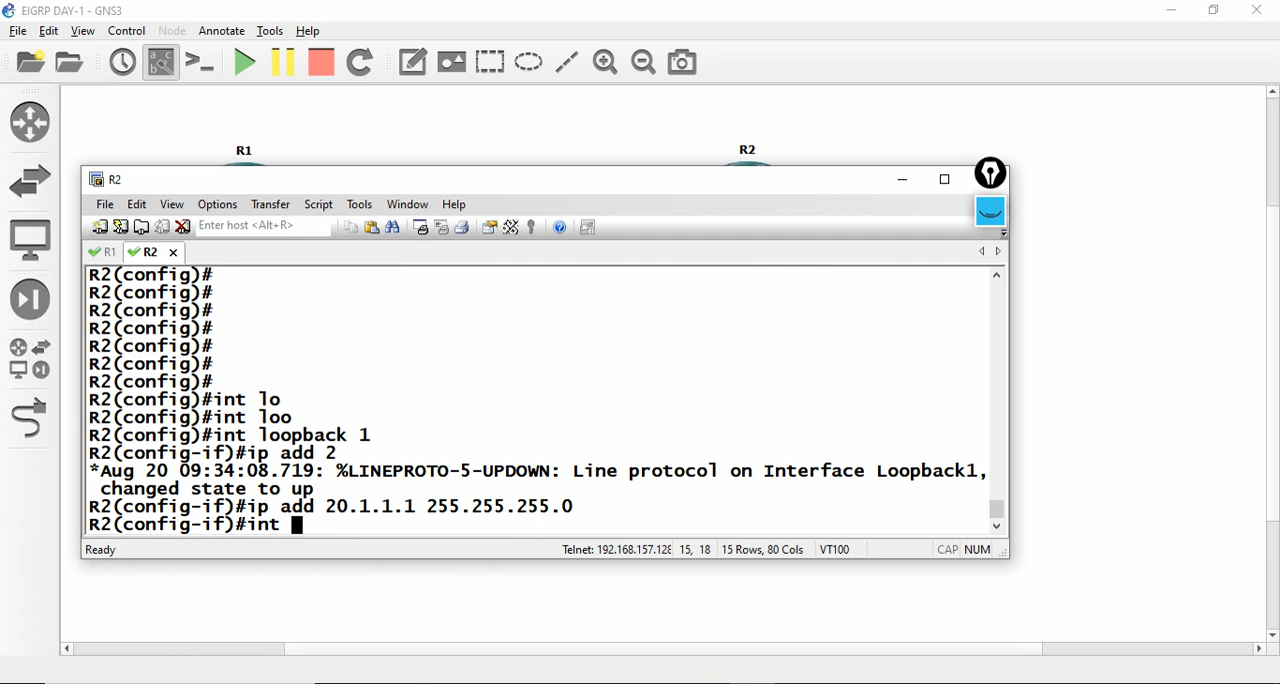 EIGRP DAY-1 - GNS3
File Edit View Control Node Annotate Tools Help
R1
R2
R2
File Edit View Options Transfer Script Tools Window Help
Enter host <Alt+R>
R1 R2
R2(config)#
R2(config)#
R2(config)#
R2(config)#
R2(config)#
R2(config)#
R2(config)#
R2(config)#int lo
R2(config)#int loo
R2(config)#int loopback 1
R2(config-if)#ip add 2
*Aug 20 09:34:08.719: %LINEPROTO-5-UPDOWN: Line protocol on Interface Loopback1,
changed state to up
R2(config-if)#ip add 20.1.1.1 255.255.255.0
R2(config-if)#int
Ready Telnet: 192.168.157.128 15, 18 15 Rows, 80 Cols VT100 CAP NUM